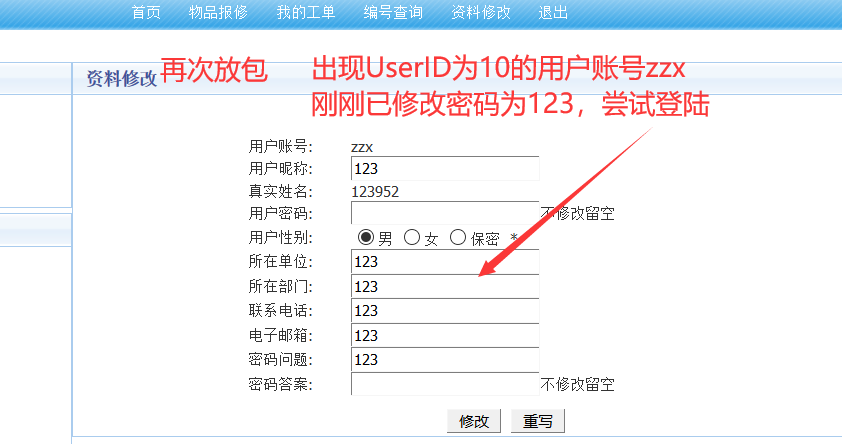 首页 物品报修 我的工单 编号查询 资料修改 退出
资料修改 再次放包 出现UserID为10的用户账号zzx
刚刚已修改密码为123，尝试登陆
用户账号: zzx
用户昵称: 123
真实姓名: 123952
用户密码: 不修改留空
用户性别: 男 女 保密 *
所在单位: 123
所在部门: 123
联系电话: 123
电子邮箱: 123
密码问题: 123
密码答案: 不修改留空
修改 重写